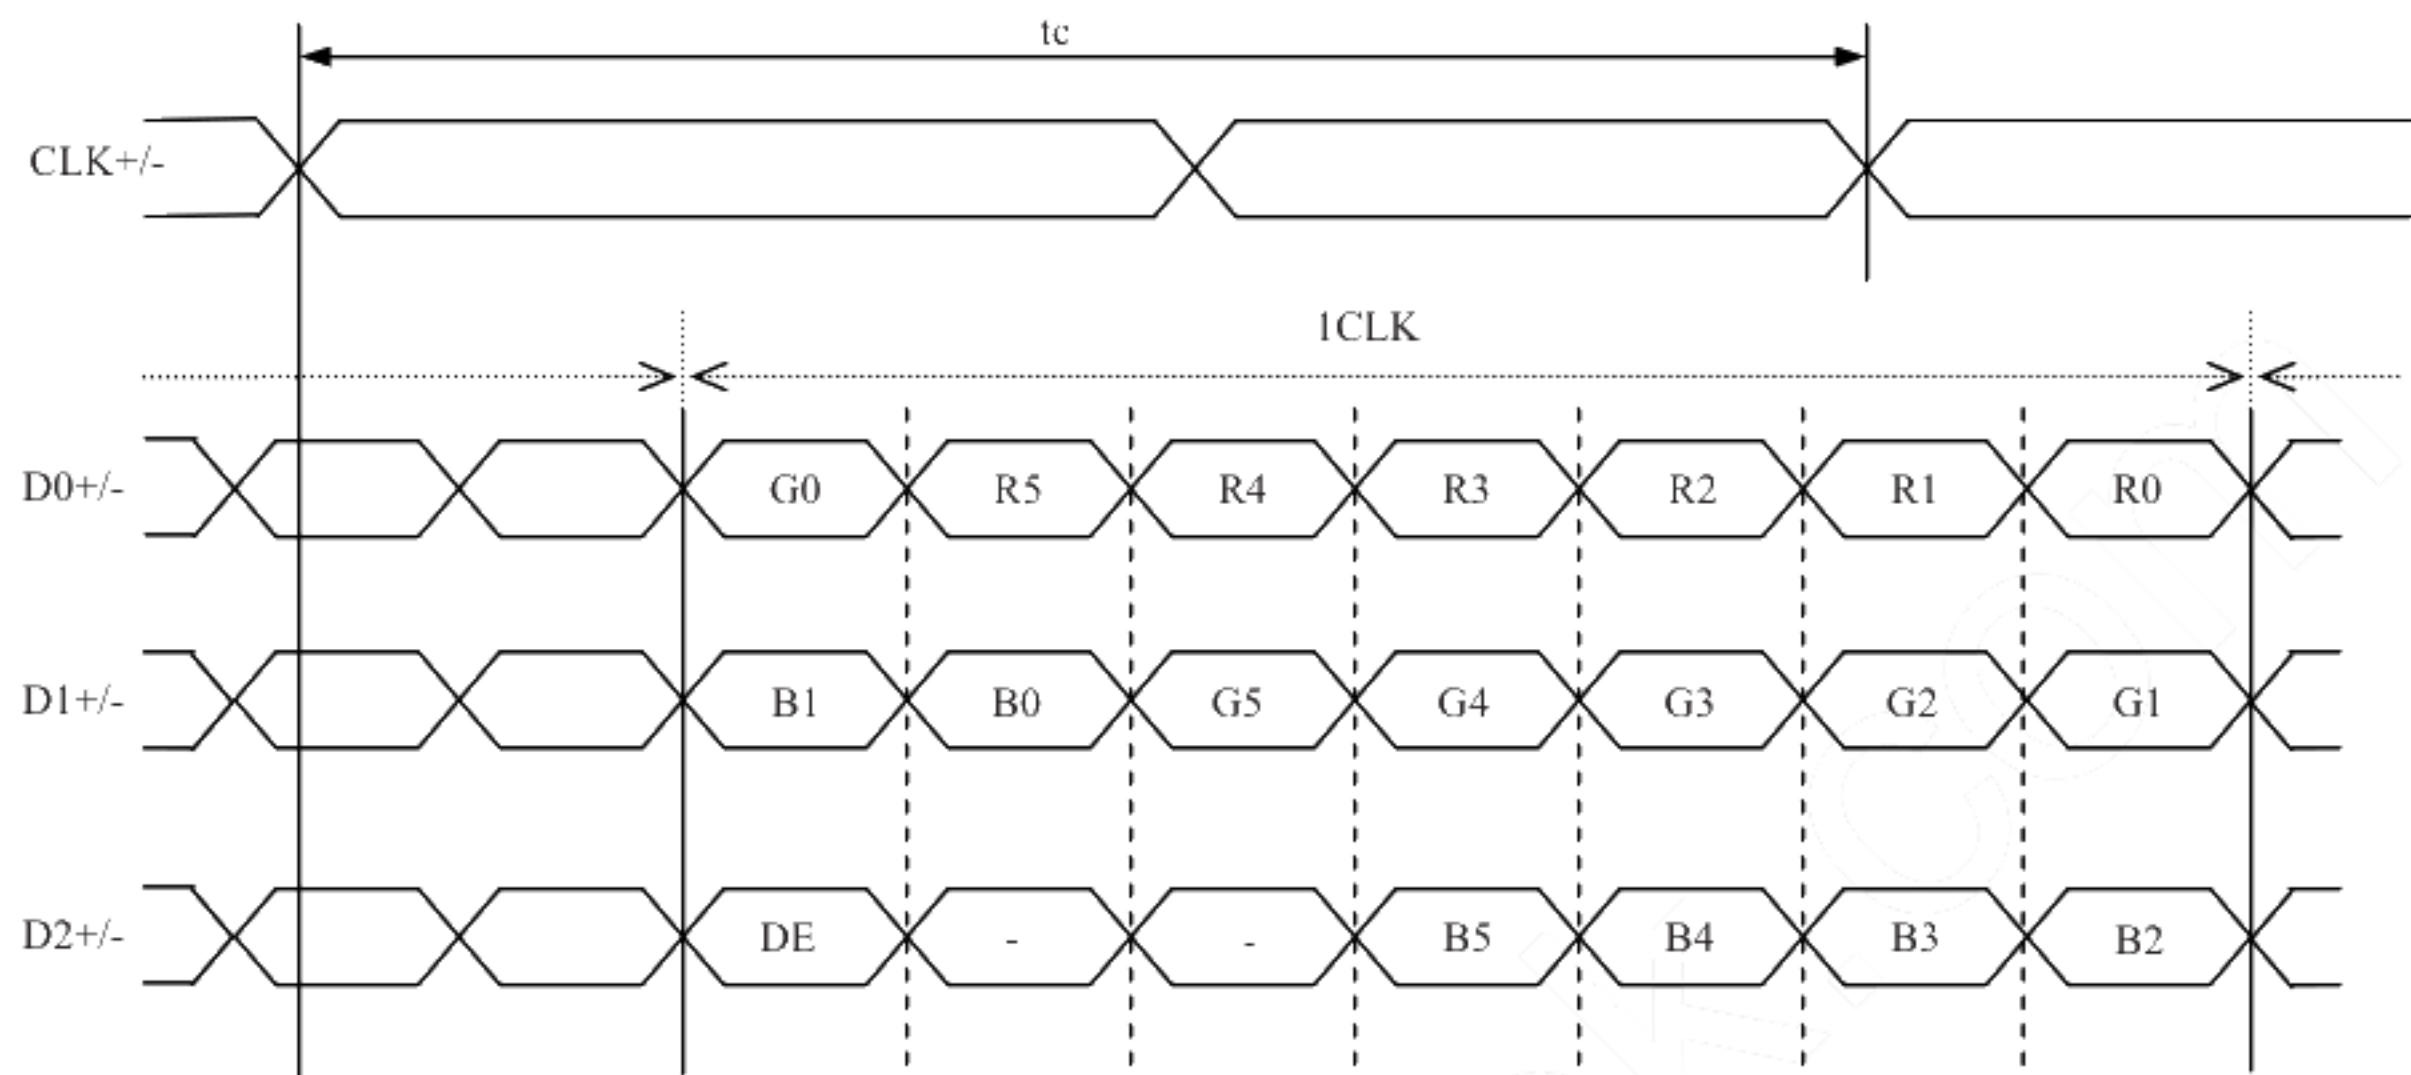 tc
CLK+/-
1CLK
D0+/- G0 R5 R4 R3 R2 R1 R0
D1+/- B1 B0 G5 G4 G3 G2 G1
D2+/- DE - - B5 B4 B3 B2